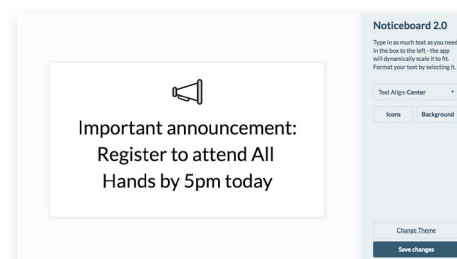 Important announcement:
Register to attend All
Hands by 5pm today
Noticeboard 2.0
Type in as much text as you need
in the box to the left - the app
will dynamically scale it to fit.
Format your text by selecting it.
Text Align: Center
Icons
Background
Change Theme
Save changes